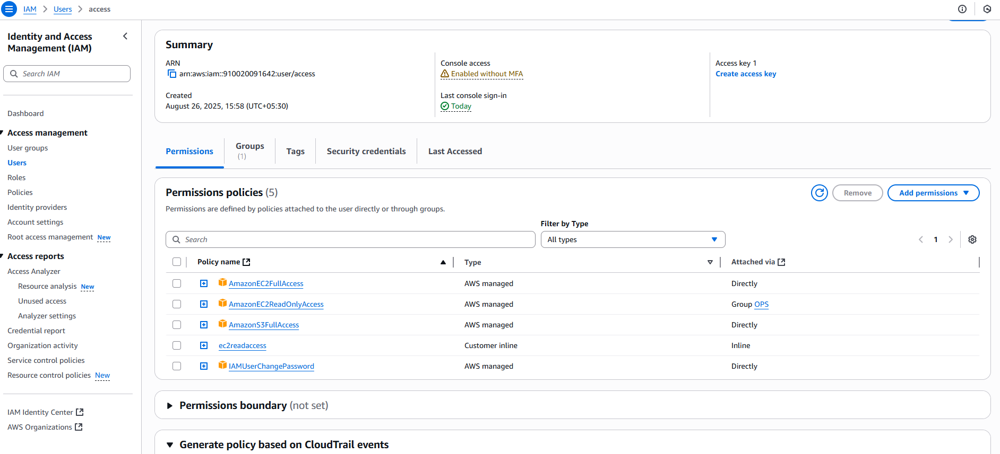 IAM > Users > access
Identity and Access
Management (IAM)
Search IAM
Dashboard
Access management
User groups
Users
Roles
Policies
Identity providers
Account settings
Root access management New
Access reports
Access Analyzer
Resource analysis New
Unused access
Analyzer settings
Credential report
Organization activity
Service control policies
Resource control policies New
IAM Identity Center
AWS Organizations
Summary
ARN
arn:aws:iam::910020091642:user/access
Created
August 26, 2025, 15:58 (UTC+05:30)
Console access
Enabled without MFA
Last console sign-in
Today
Access key 1
Create access key
Permissions
Groups
(1)
Tags
Security credentials
Last Accessed
Permissions policies (5)
Remove
Add permissions
Permissions are defined by policies attached to the user directly or through groups.
Filter by Type
Search
All types
1
Policy name Type Attached via
AmazonEC2FullAccess AWS managed Directly
AmazonEC2ReadOnlyAccess AWS managed Group OPS
AmazonS3FullAccess AWS managed Directly
ec2readaccess Customer inline Inline
IAMUserChangePassword AWS managed Directly
Permissions boundary (not set)
Generate policy based on CloudTrail events